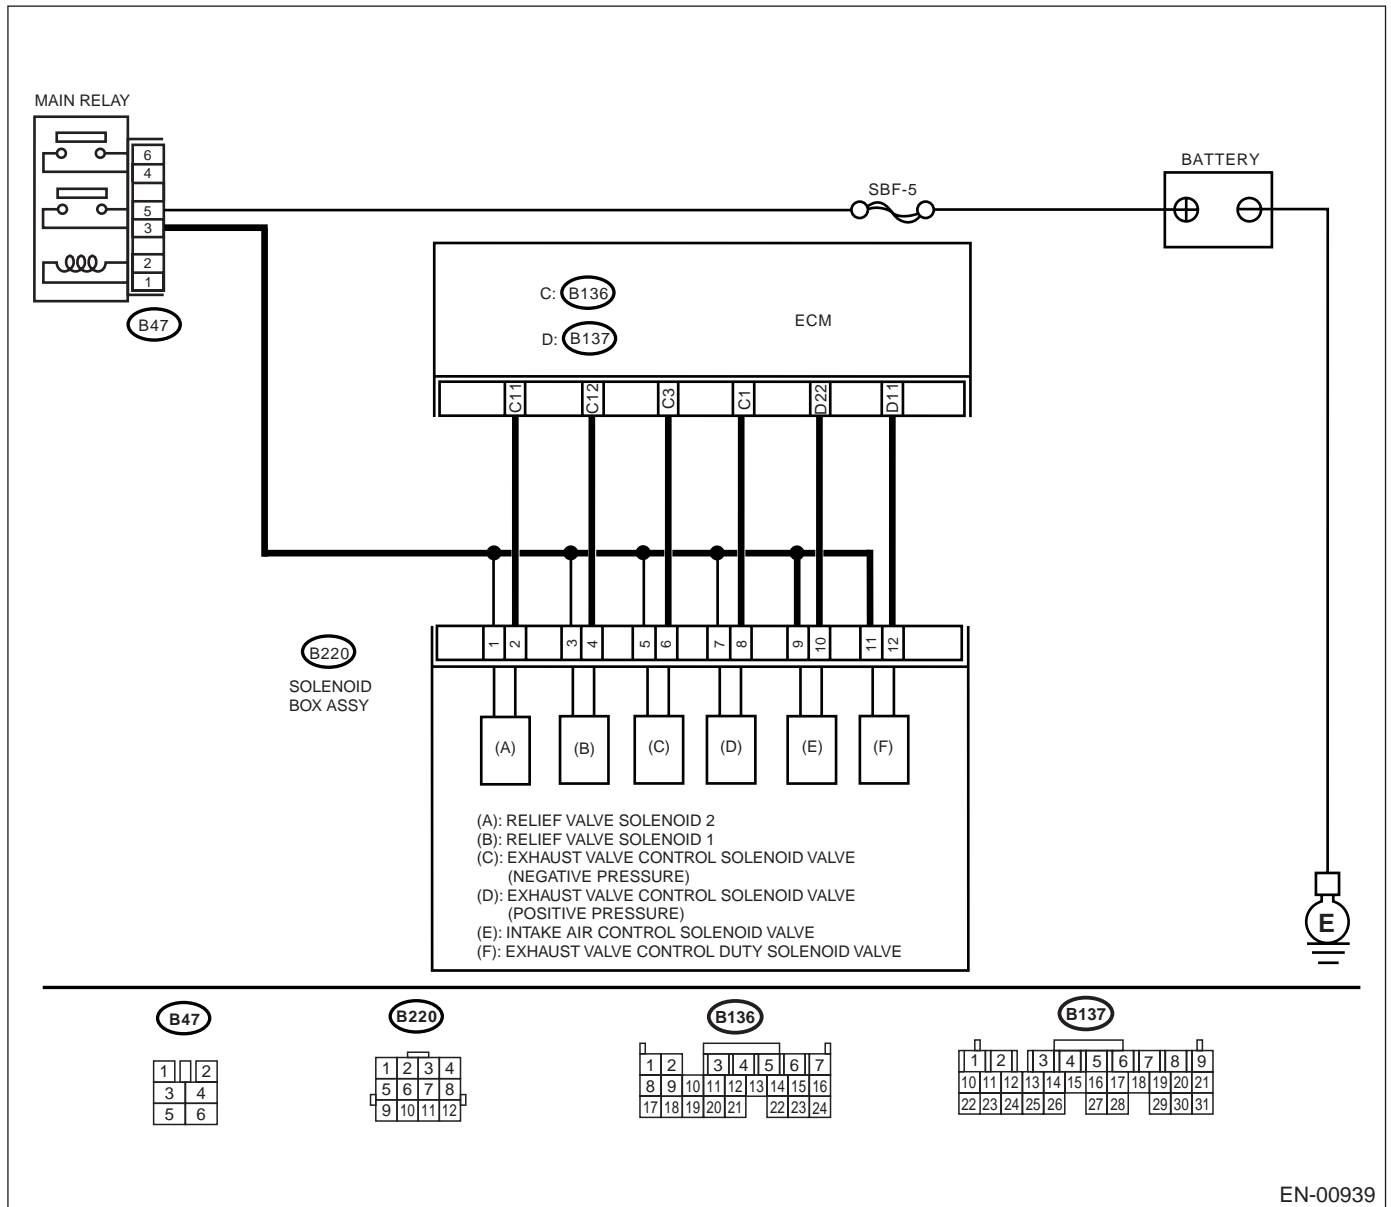 MAIN RELAY
6
4
5
3
2
1
B47
SBF-5
BATTERY
C: B136
D: B137
ECM
C11 C12 C3 C1 D22 D11
B220
SOLENOID
BOX ASSY
1 2 3 4 5 6 7 8 9 10 11 12
(A) (B) (C) (D) (E) (F)
(A): RELIEF VALVE SOLENOID 2
(B): RELIEF VALVE SOLENOID 1
(C): EXHAUST VALVE CONTROL SOLENOID VALVE
(NEGATIVE PRESSURE)
(D): EXHAUST VALVE CONTROL SOLENOID VALVE
(POSITIVE PRESSURE)
(E): INTAKE AIR CONTROL SOLENOID VALVE
(F): EXHAUST VALVE CONTROL DUTY SOLENOID VALVE
E
B47
1 2
3 4
5 6
B220
1 2 3 4
5 6 7 8
9 10 11 12
B136
1 2 3 4 5 6 7
8 9 10 11 12 13 14 15 16
17 18 19 20 21 22 23 24
B137
1 2 3 4 5 6 7 8 9
10 11 12 13 14 15 16 17 18 19 20 21
22 23 24 25 26 27 28 29 30 31
EN-00939